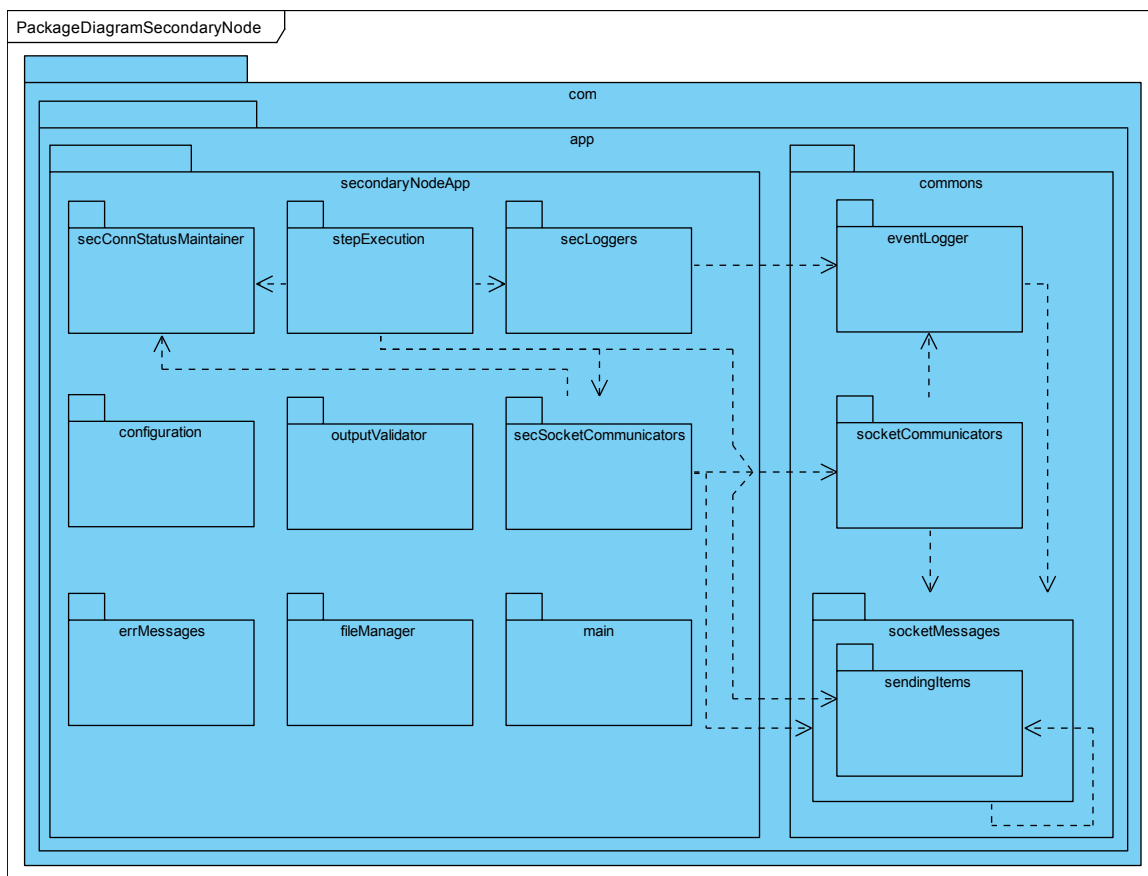 PackageDiagramSecondaryNode
com
app
secondaryNodeApp
commons
secConnStatusMaintainer
stepExecution
secLoggers
eventLogger
configuration
outputValidator
secSocketCommunicators
socketCommunicators
errMessages
fileManager
main
socketMessages
sendingItems